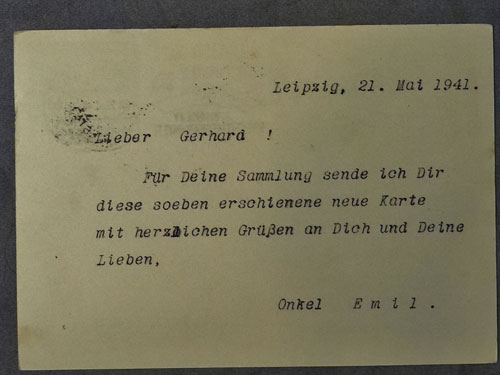 Leipzig, 21. Mai 1941.
Lieber Gerhard !
Für Deine Sammlung sende ich Dir
diese soeben erschienene neue Karte
mit herzlichen Grüßen an Dich und Deine
Lieben,
Onkel E m i l .